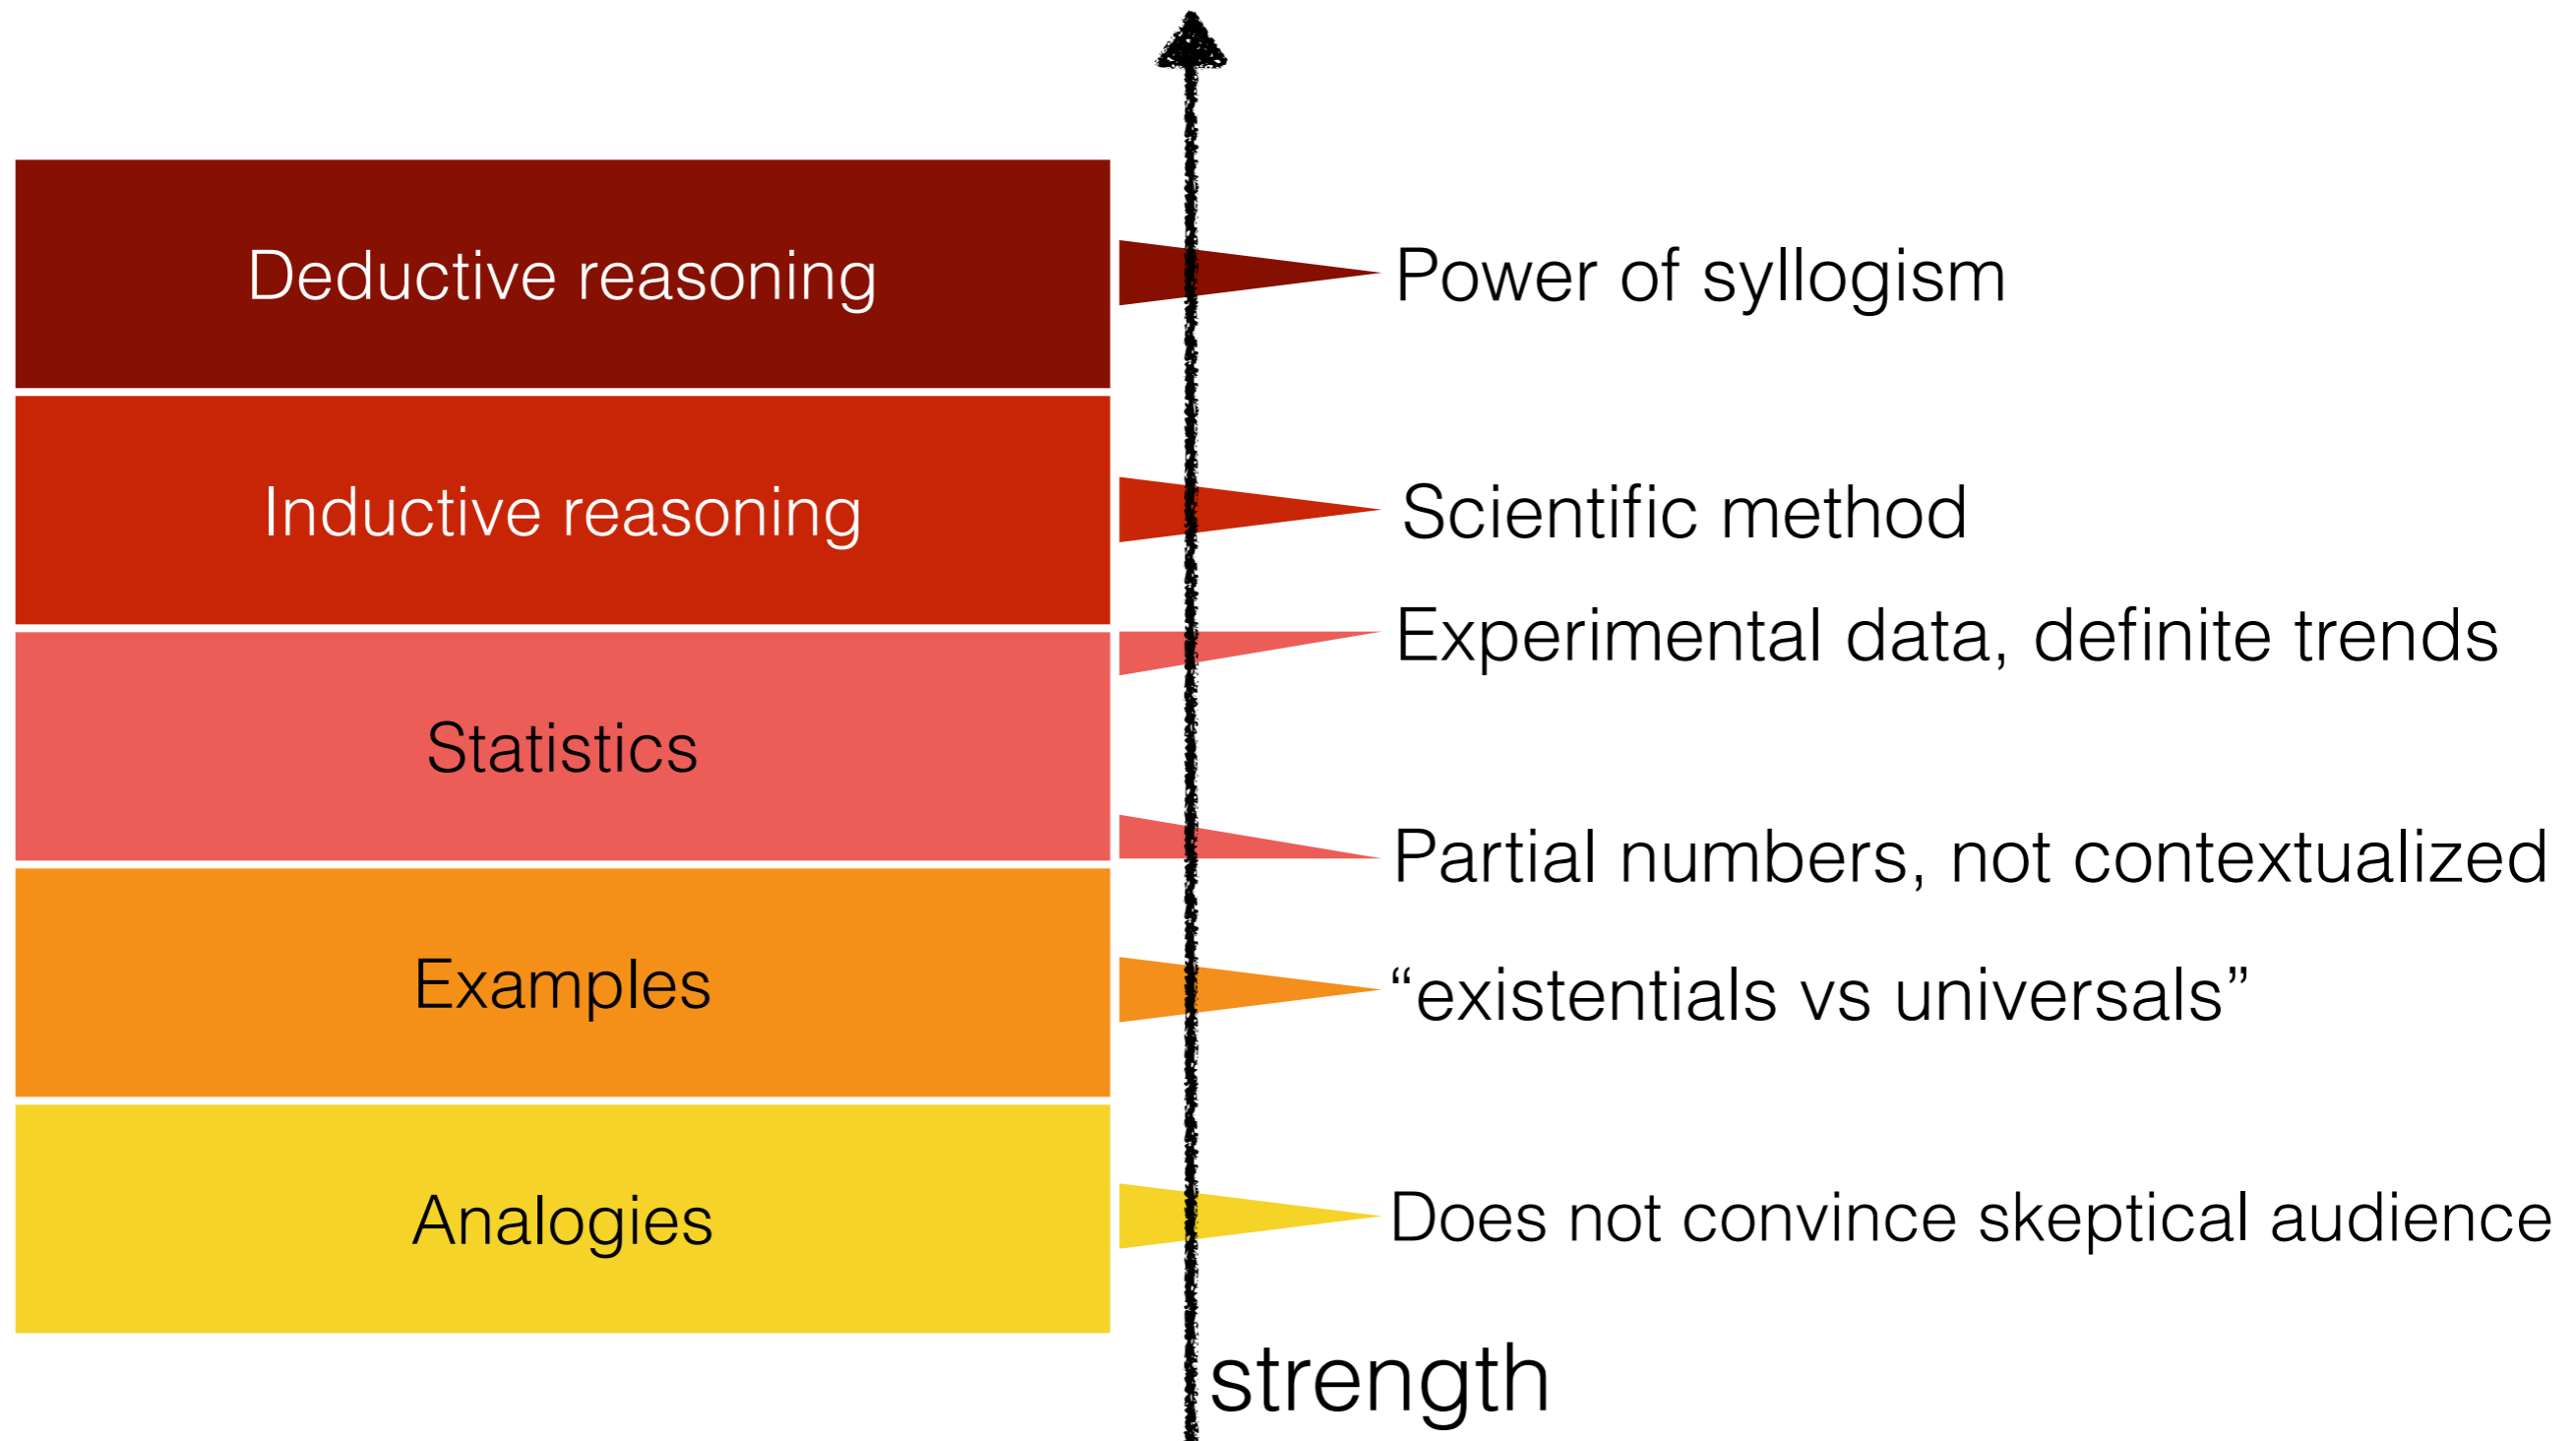 Deductive reasoning
Power of syllogism
Inductive reasoning
Scientific method
Experimental data, definite trends
Statistics
Partial numbers, not contextualized
Examples
“existentials vs universals”
Analogies
Does not convince skeptical audience
strength